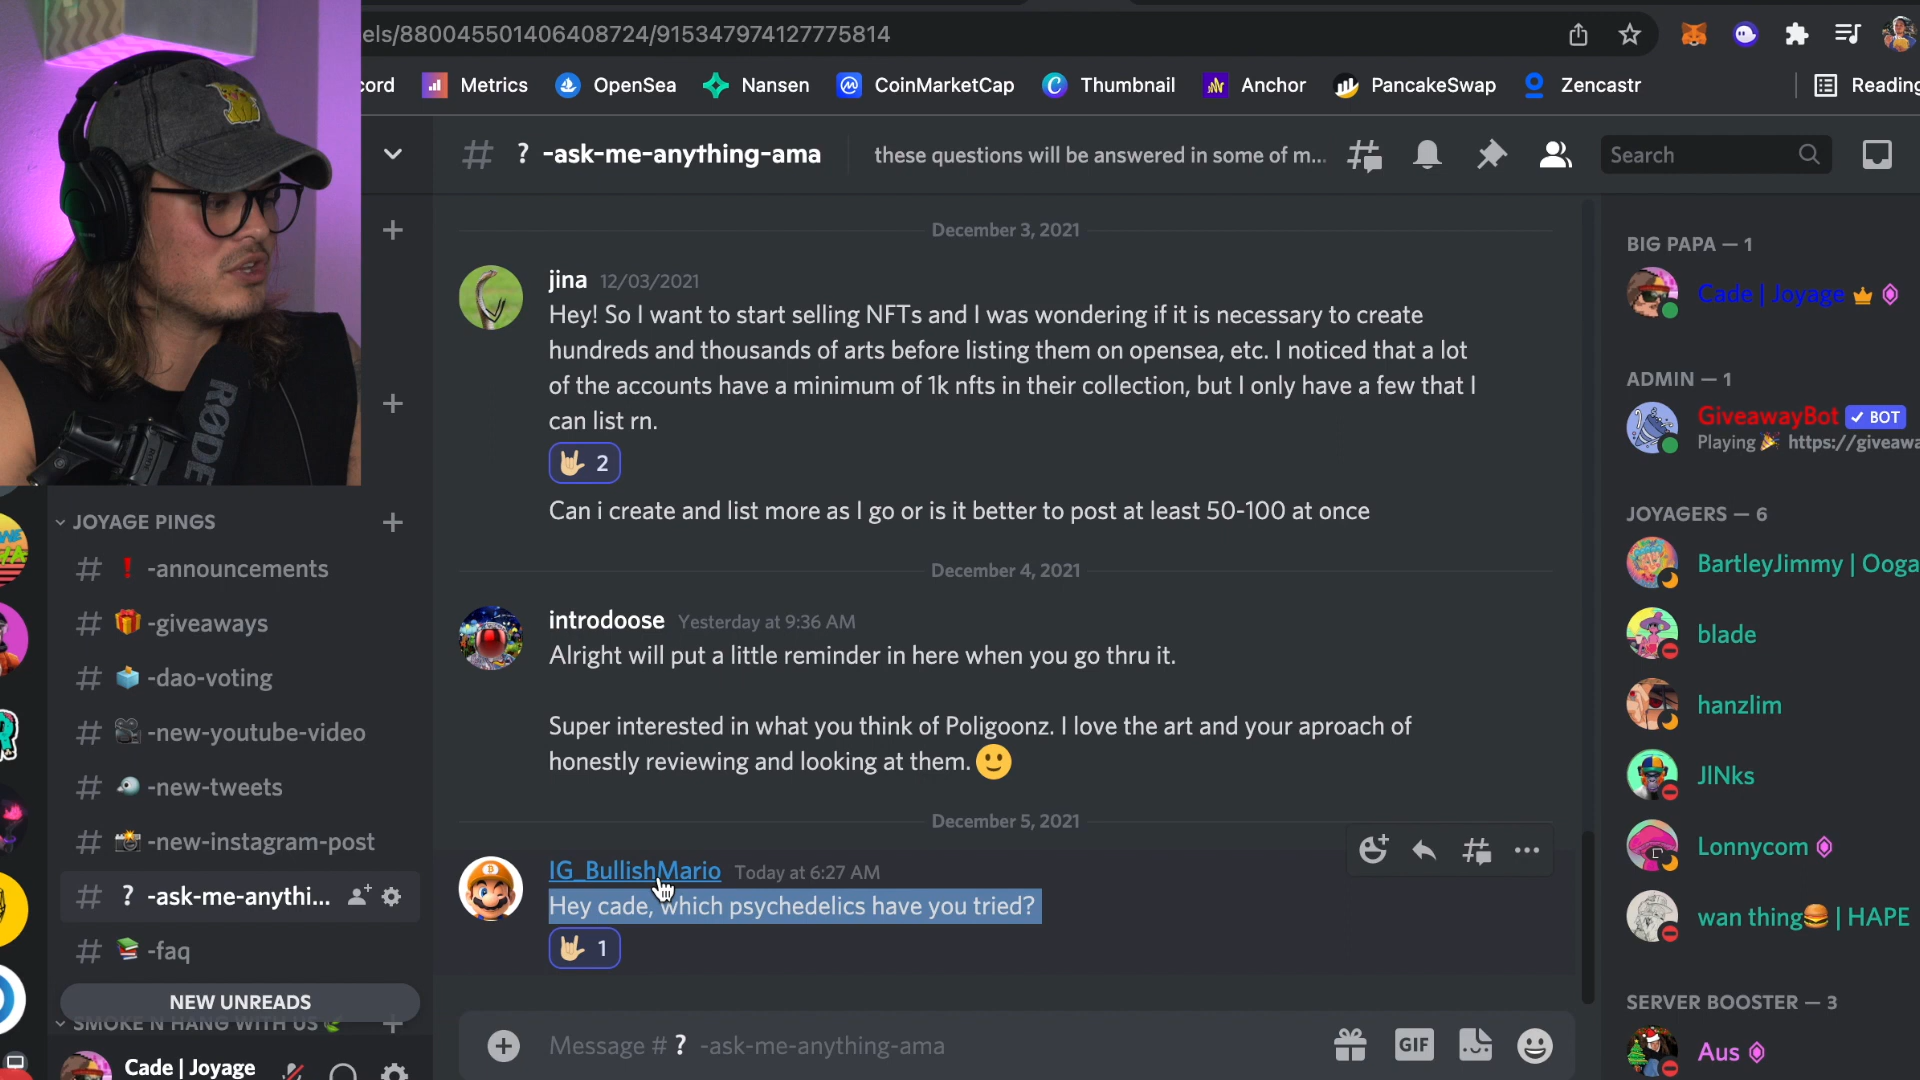 els/880045501406408724/915347974127775814
cord Metrics OpenSea Nansen CoinMarketCap Thumbnail Anchor PancakeSwap Zencastr Reading
# ? -ask-me-anything-ama these questions will be answered in some of m... Search
RØDE
JOYAGE PINGS
# ❗ -announcements
# 🎁 -giveaways
# 🗳 -dao-voting
# 🎥 -new-youtube-video
# 🐦 -new-tweets
# 📸 -new-instagram-post
# ? -ask-me-anythi...
# 📚 -faq
NEW UNREADS
SMOKE N HANG WITH US
Cade | Joyage
December 3, 2021
jina 12/03/2021
Hey! So I want to start selling NFTs and I was wondering if it is necessary to create
hundreds and thousands of arts before listing them on opensea, etc. I noticed that a lot
of the accounts have a minimum of 1k nfts in their collection, but I only have a few that I
can list rn.
🤟 2
Can i create and list more as I go or is it better to post at least 50-100 at once
December 4, 2021
introdoose Yesterday at 9:36 AM
Alright will put a little reminder in here when you go thru it.
Super interested in what you think of Poligoonz. I love the art and your aproach of
honestly reviewing and looking at them. 🙂
December 5, 2021
IG_BullishMario Today at 6:27 AM
Hey cade, which psychedelics have you tried?
🤟 1
Message # ? -ask-me-anything-ama
GIF
BIG PAPA — 1
Cade | Joyage
ADMIN — 1
GiveawayBot ✓ BOT
Playing 🎉 https://giveawa
JOYAGERS — 6
BartleyJimmy | Ooga
blade
hanzlim
JINks
Lonnycom
wan thing🍔 | HAPE
SERVER BOOSTER — 3
Aus